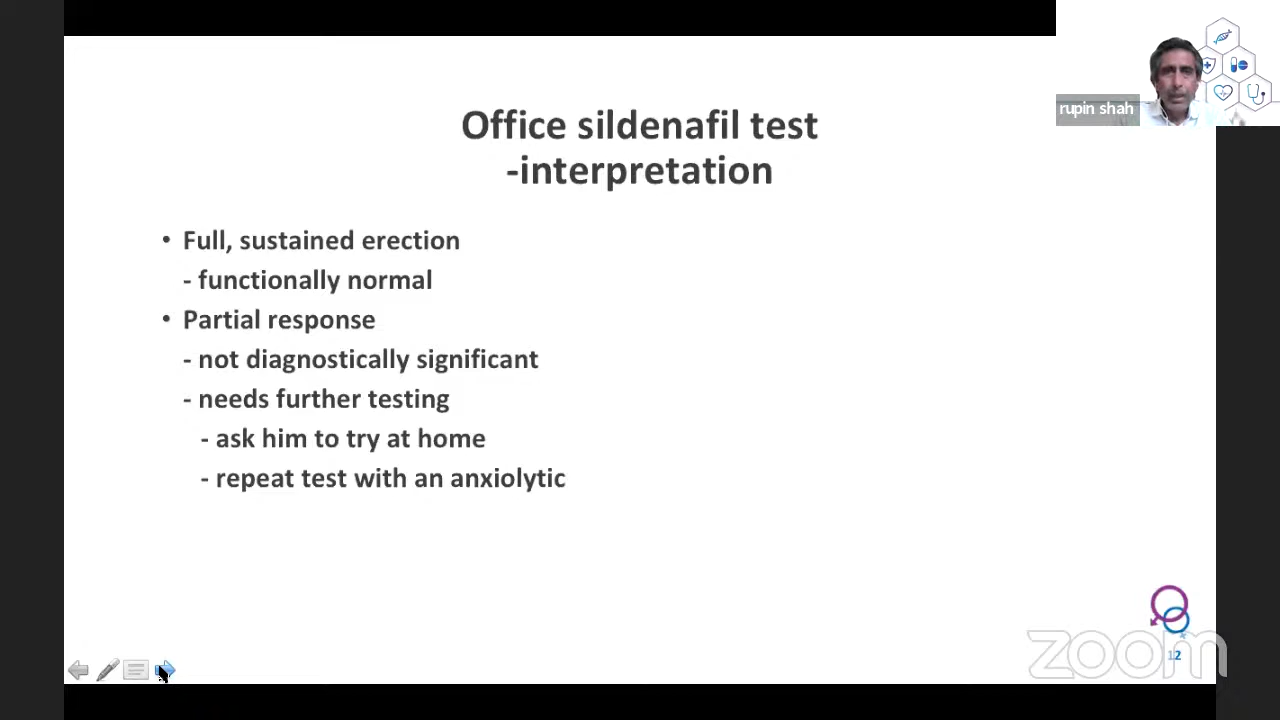 rupin shah
Office sildenafil test
-interpretation
• Full, sustained erection
- functionally normal
• Partial response
- not diagnostically significant
- needs further testing
- ask him to try at home
- repeat test with an anxiolytic
zoom
12